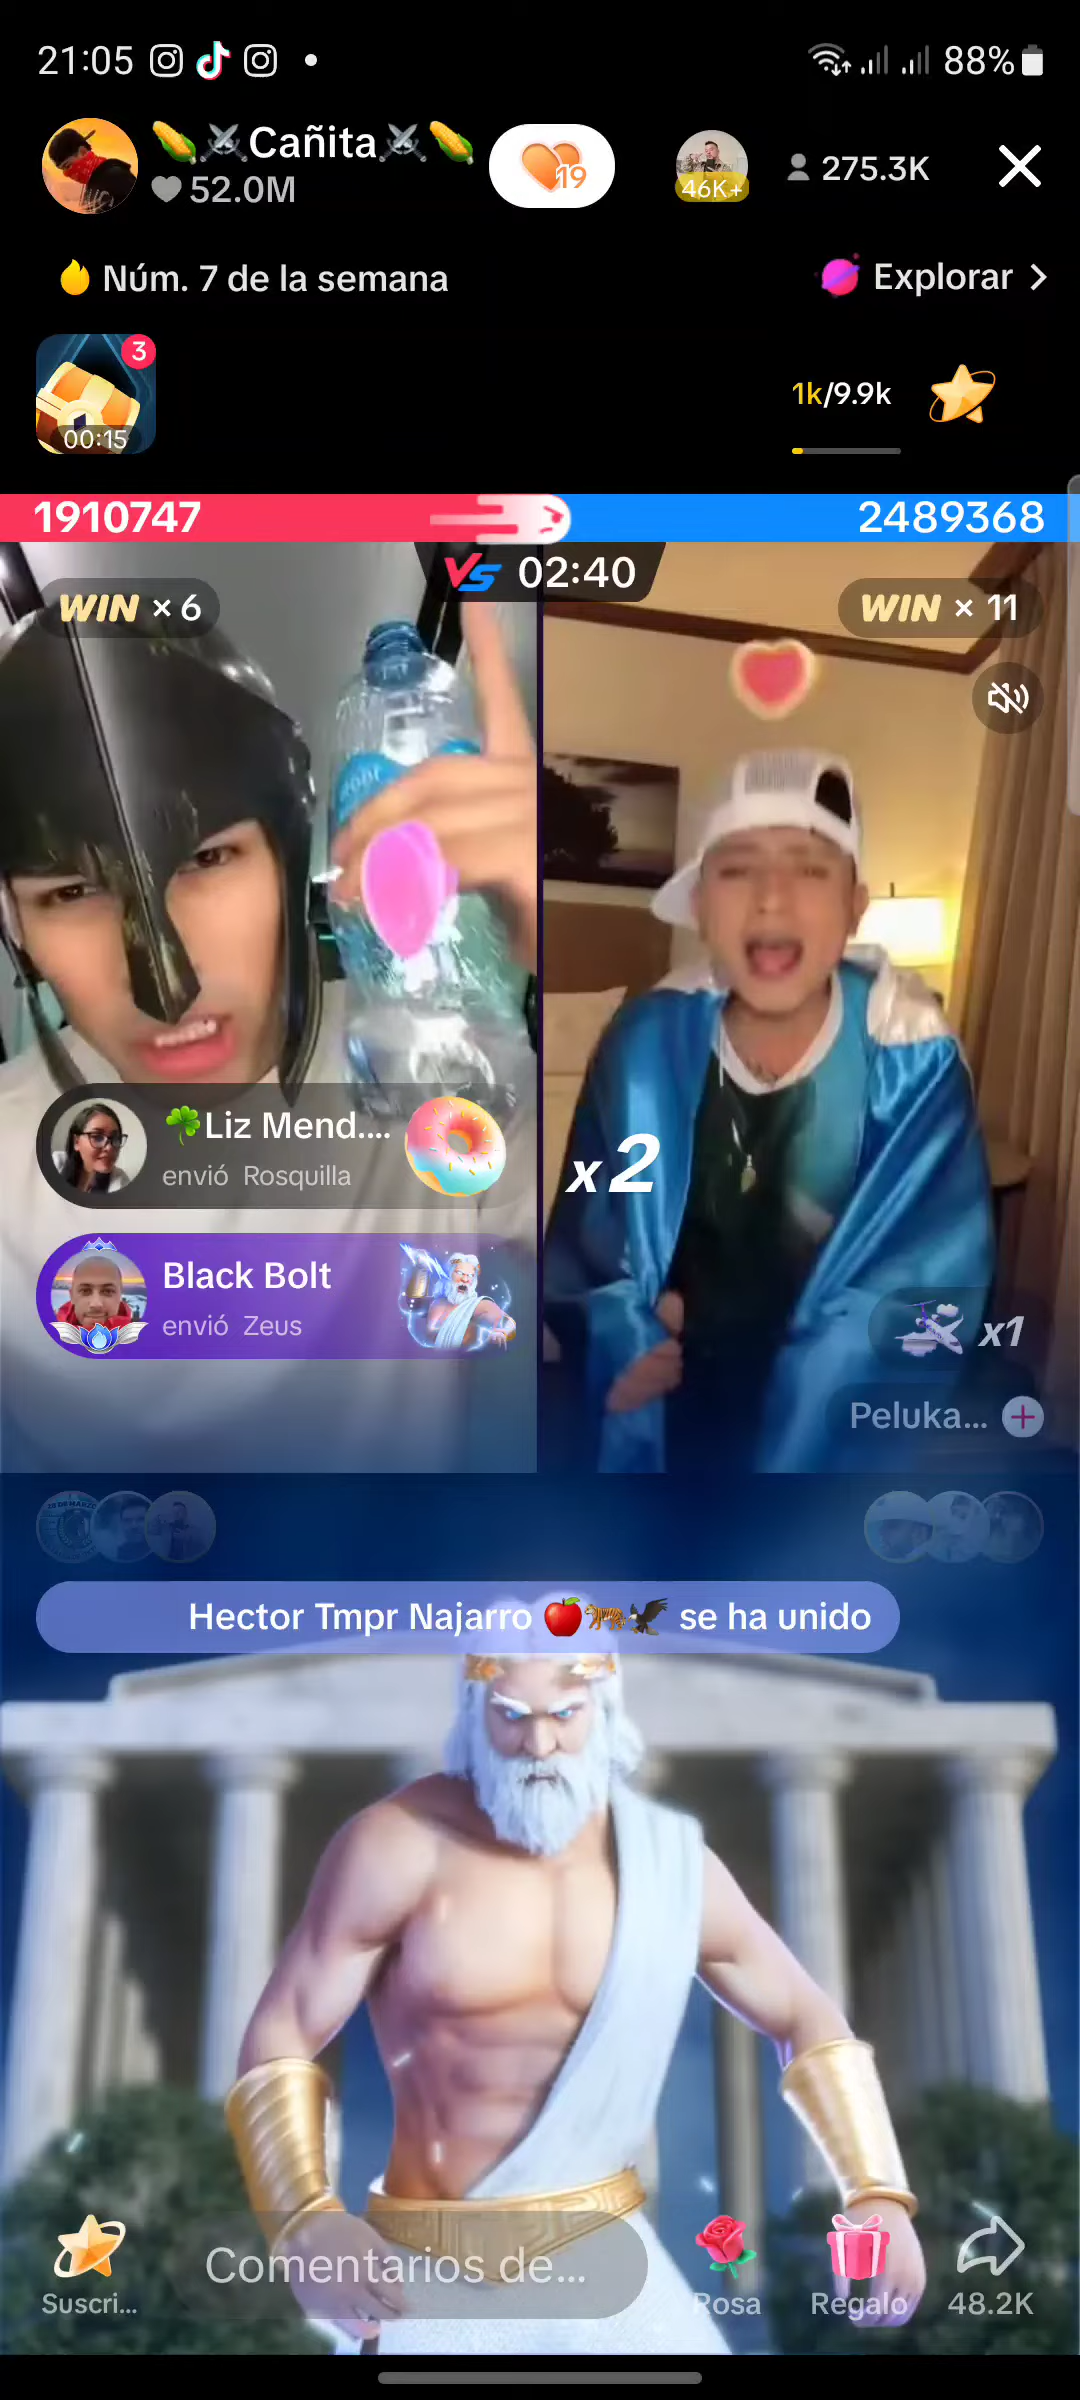 21:05
88%
🌽⚔️Cañita⚔️🌽
52.0M
19
46K+
275.3K
Núm. 7 de la semana
Explorar
3
00:15
1k/9.9k
1910747
2489368
VS 02:40
WIN × 6
WIN × 11
☘️Liz Mend....
envió Rosquilla
x2
Black Bolt
envió Zeus
x1
Peluka...
Hector Tmpr Najarro 🍎🐅🦅 se ha unido
Comentarios de...
Suscri...
Rosa
Regalo
48.2K